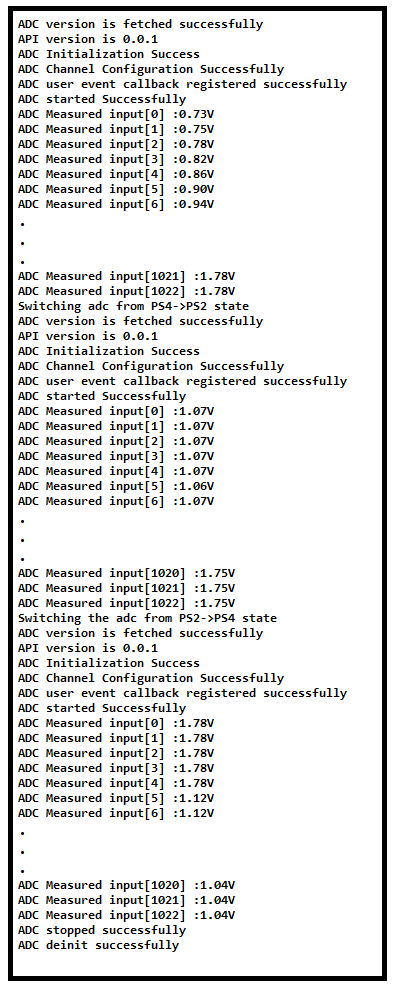 ADC version is fetched successfully
API version is 0.0.1
ADC Initialization Success
ADC Channel Configuration Successfully
ADC user event callback registered successfully
ADC started Successfully
ADC Measured input[0] :0.73V
ADC Measured input[1] :0.75V
ADC Measured input[2] :0.78V
ADC Measured input[3] :0.82V
ADC Measured input[4] :0.86V
ADC Measured input[5] :0.90V
ADC Measured input[6] :0.94V
.
.
.
ADC Measured input[1021] :1.78V
ADC Measured input[1022] :1.78V
Switching adc from PS4->PS2 state
ADC version is fetched successfully
API version is 0.0.1
ADC Initialization Success
ADC Channel Configuration Successfully
ADC user event callback registered successfully
ADC started Successfully
ADC Measured input[0] :1.07V
ADC Measured input[1] :1.07V
ADC Measured input[2] :1.07V
ADC Measured input[3] :1.07V
ADC Measured input[4] :1.07V
ADC Measured input[5] :1.06V
ADC Measured input[6] :1.07V
.
.
.
ADC Measured input[1020] :1.75V
ADC Measured input[1021] :1.75V
ADC Measured input[1022] :1.75V
Switching the adc from PS2->PS4 state
ADC version is fetched successfully
API version is 0.0.1
ADC Initialization Success
ADC Channel Configuration Successfully
ADC user event callback registered successfully
ADC started Successfully
ADC Measured input[0] :1.78V
ADC Measured input[1] :1.78V
ADC Measured input[2] :1.78V
ADC Measured input[3] :1.78V
ADC Measured input[4] :1.78V
ADC Measured input[5] :1.12V
ADC Measured input[6] :1.12V
.
.
.
ADC Measured input[1020] :1.04V
ADC Measured input[1021] :1.04V
ADC Measured input[1022] :1.04V
ADC stopped successfully
ADC deinit successfully